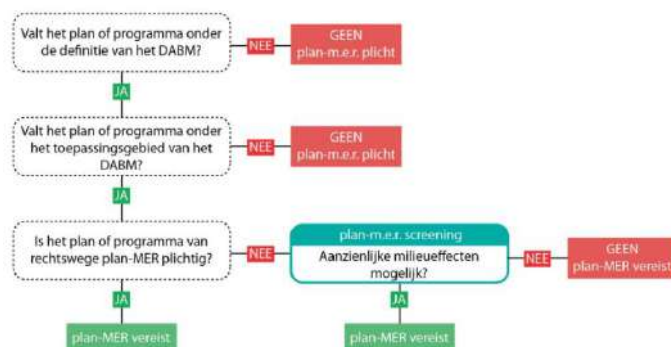 Valt het plan of programma onder
de definitie van het DABM?
NEE
GEEN
plan-m.e.r. plicht
JA
Valt het plan of programma onder
het toepassingsgebied van het
DABM?
NEE
GEEN
plan-m.e.r. plicht
JA
Is het plan of programma van
rechtswege plan-MER plichtig?
NEE
plan-m.e.r. screening
Aanzienlijke milieueffecten
mogelijk?
NEE
GEEN
plan-MER vereist
JA
JA
plan-MER vereist
plan-MER vereist